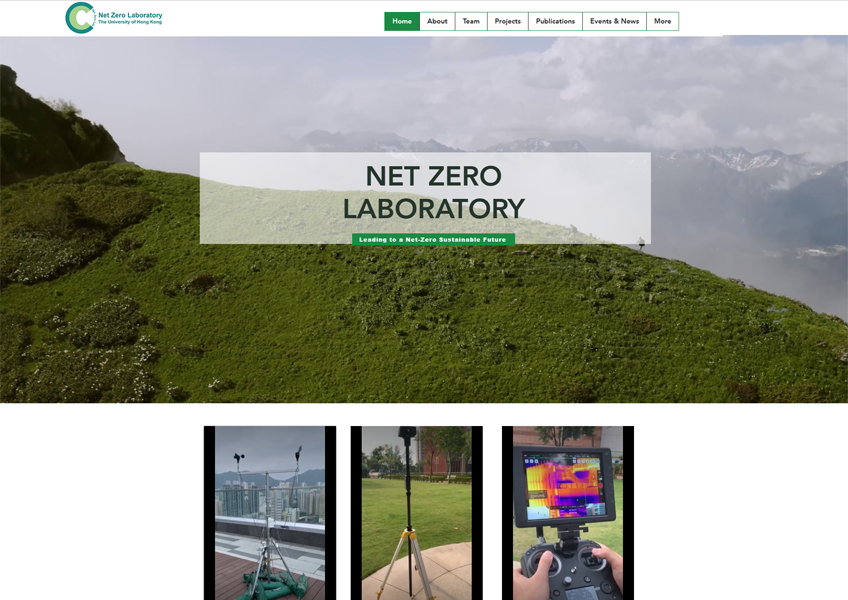 Net Zero Laboratory
The University of Hong Kong
Home About Team Projects Publications Events & News More
NET ZERO
LABORATORY
Leading to a Net-Zero Sustainable Future